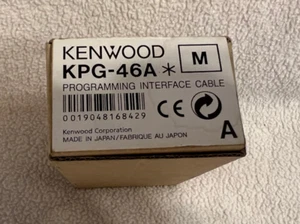 KENWOOD
M
KPG-46A *
PROGRAMMING INTERFACE CABLE
0019048168429
CE
Kenwood Corporation
MADE IN JAPAN/FABRIQUE AU JAPON
A